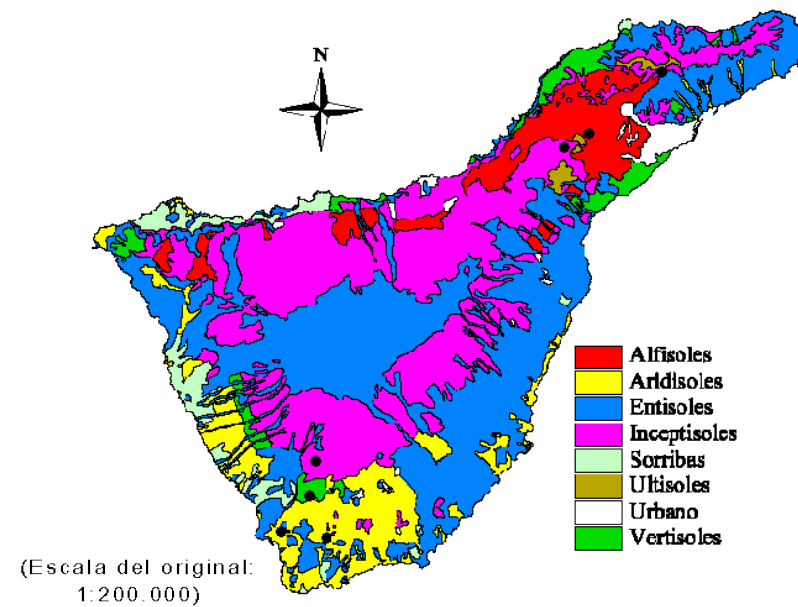 N
Alfisoles
Aridisoles
Entisoles
Inceptisoles
Sorribas
Ultisoles
Urbano
Vertisoles
(Escala del original:
1:200.000)